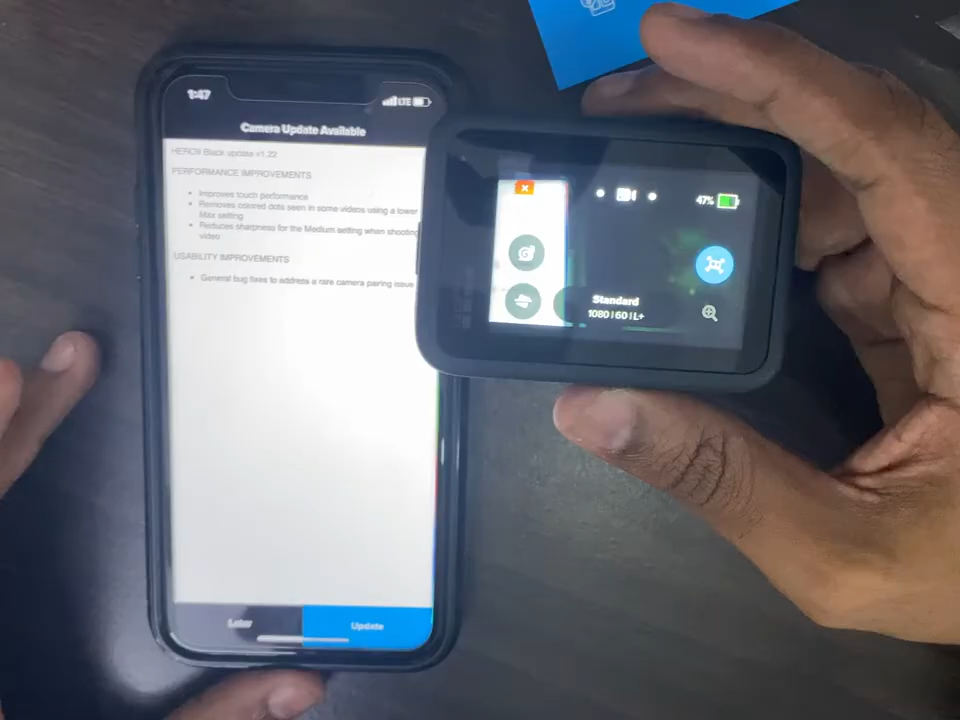 1:47
LTE
Camera Update Available
HERO9 Black update v1.22
PERFORMANCE IMPROVEMENTS
Improves touch performance
Removes colored dots seen in some videos using a lower
Max setting
Reduces sharpness for the Medium setting when shooting
video
USABILITY IMPROVEMENTS
General bug fixes to address a rare camera pairing issue
Later
Update
47%
Standard
1080|60|L+